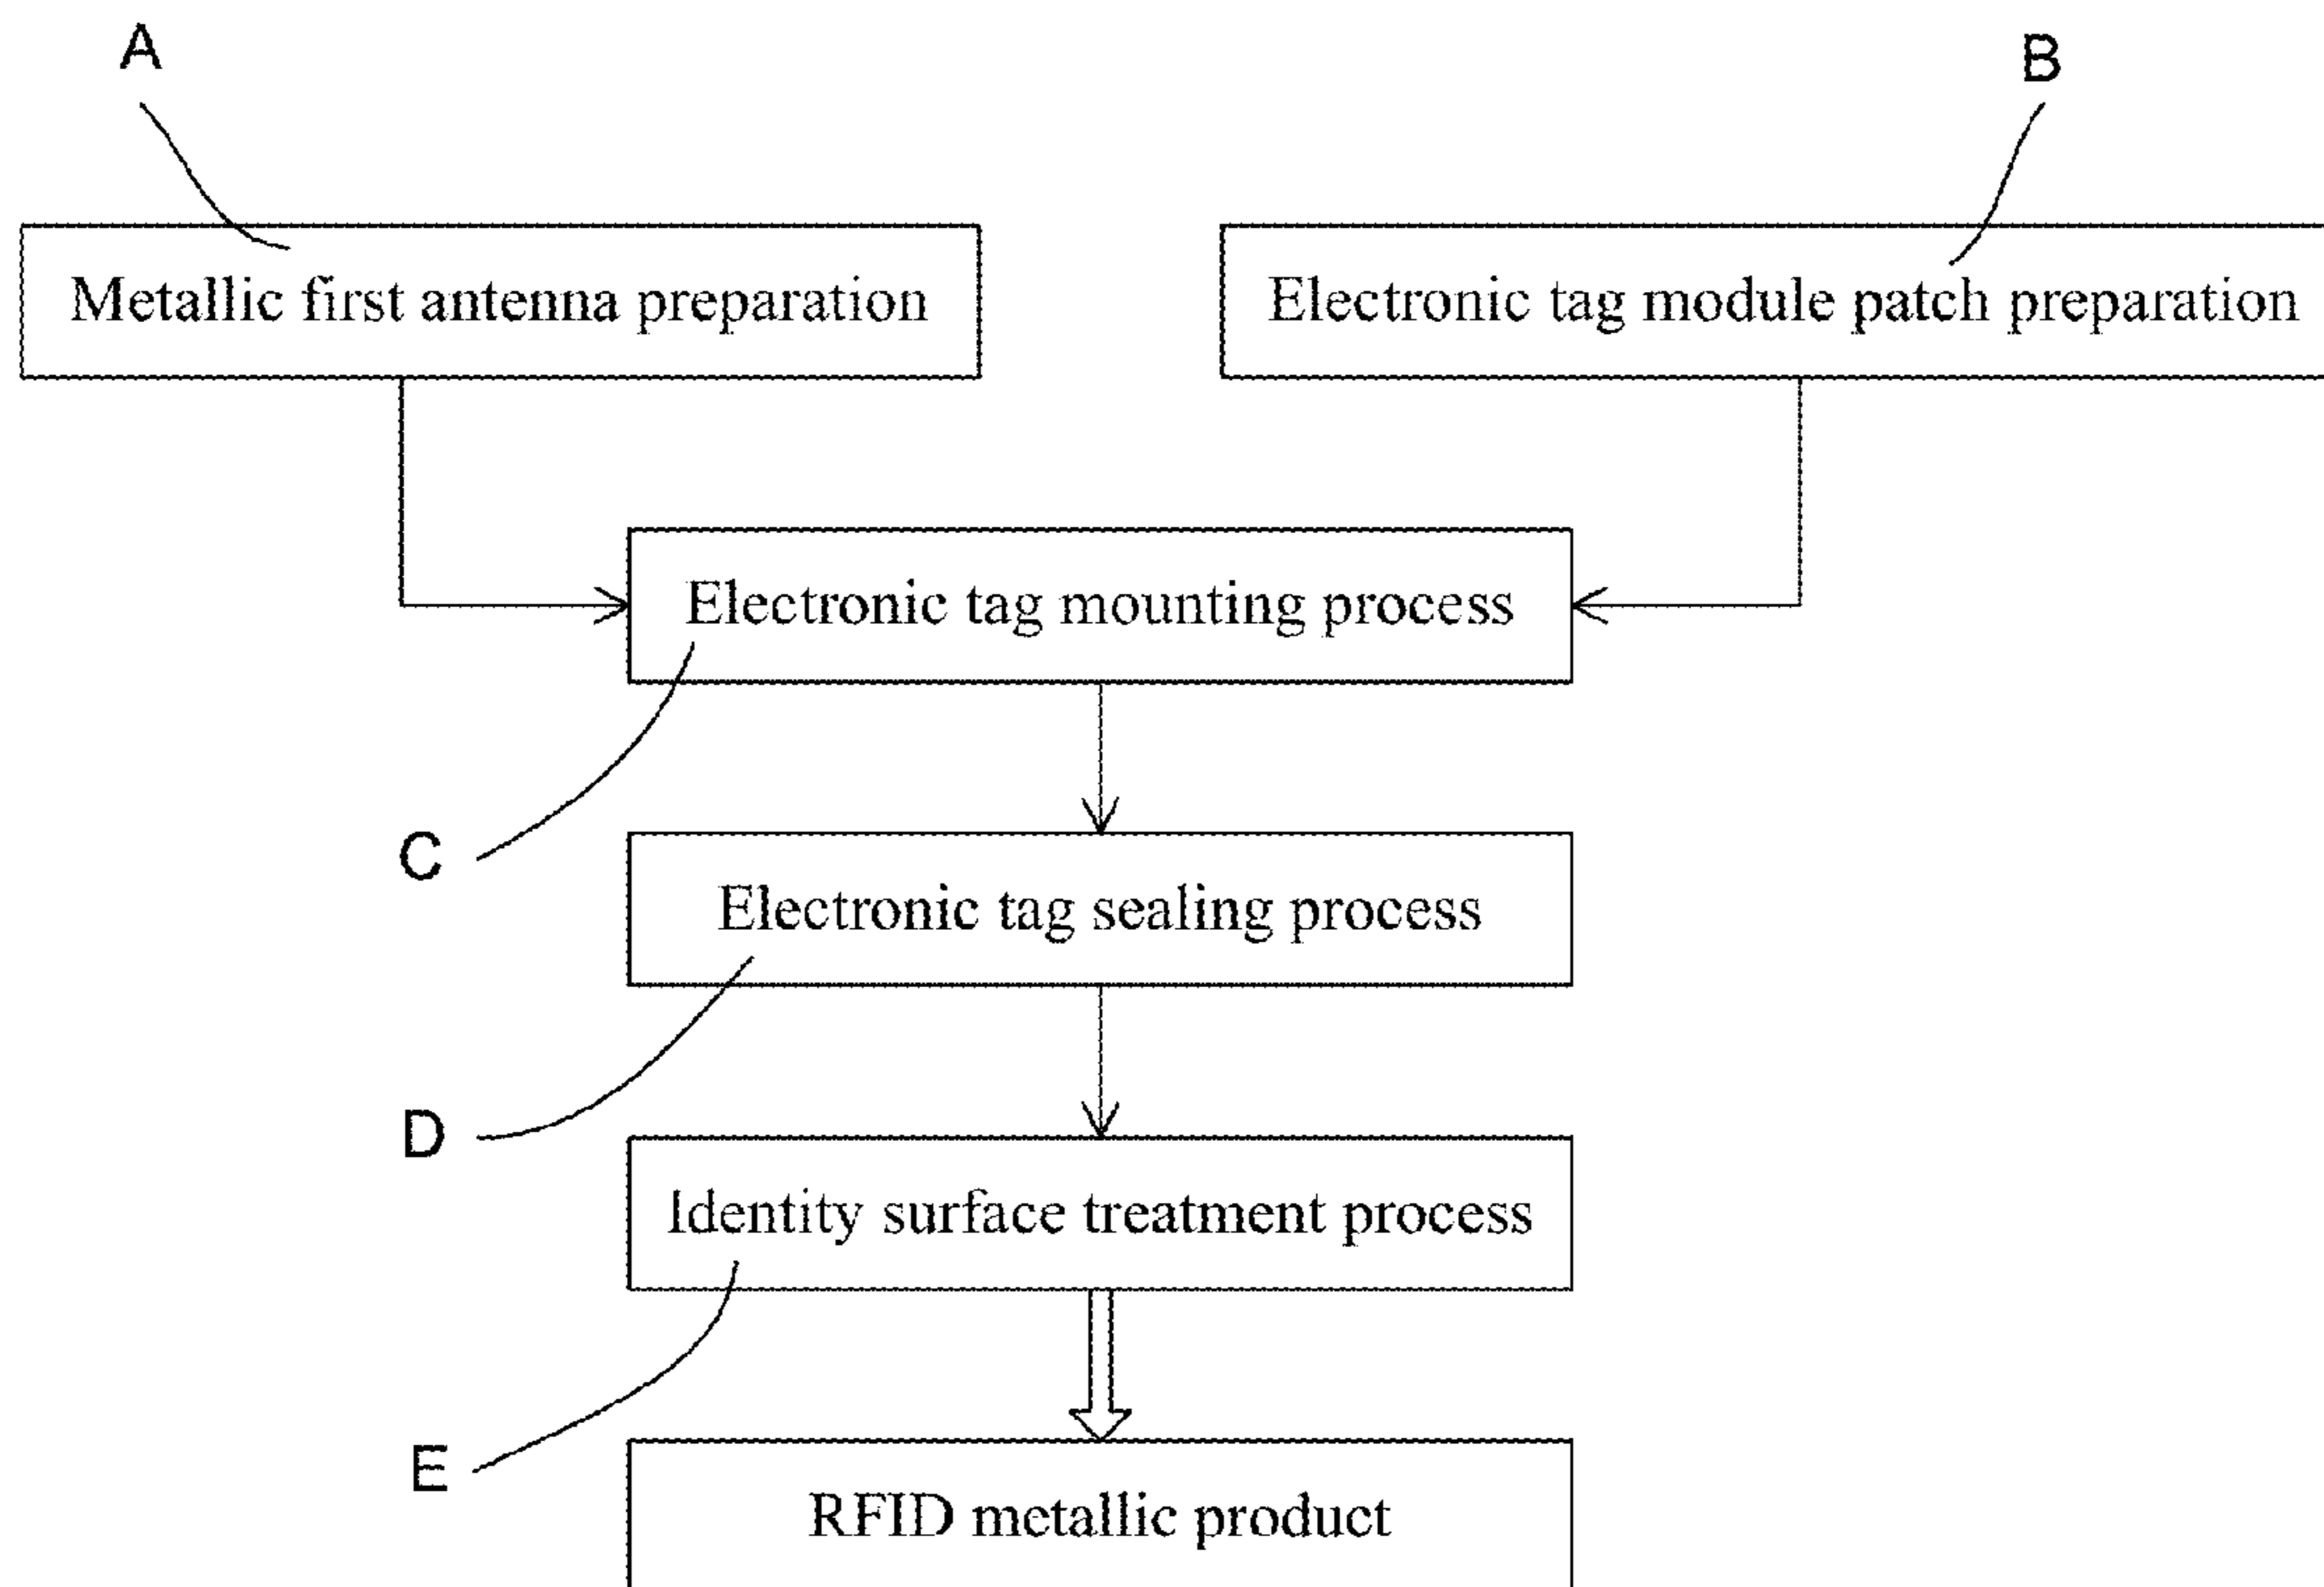 A
B
Metallic first antenna preparation
Electronic tag module patch preparation
Electronic tag mounting process
C
Electronic tag sealing process
D
Identity surface treatment process
E
RFID metallic product